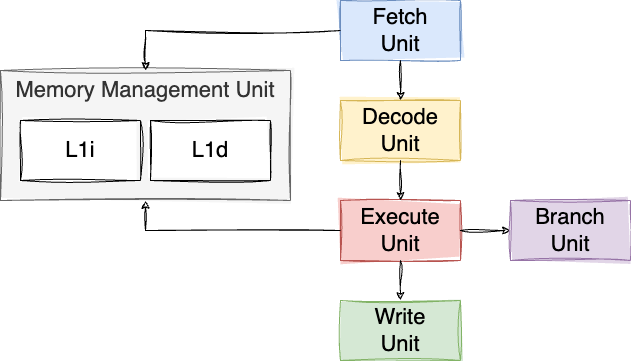 Fetch
Unit
Memory Management Unit
L1i
L1d
Decode
Unit
Execute
Unit
Branch
Unit
Write
Unit